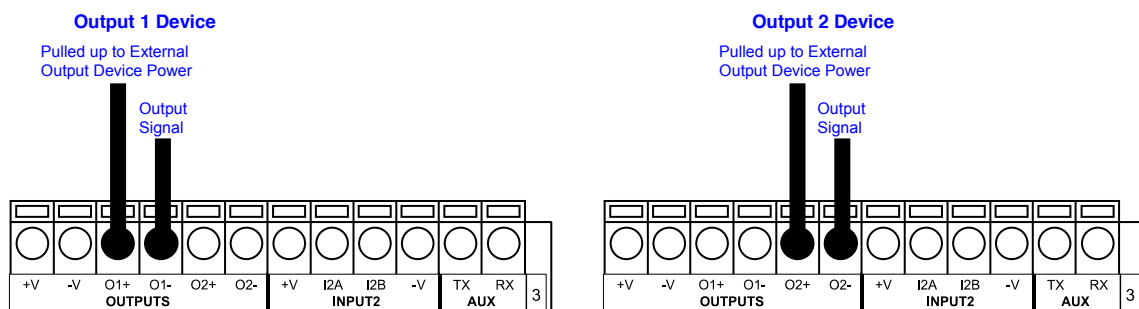 Output 1 Device
Pulled up to External
Output Device Power
Output
Signal
+V -V O1+ O1- O2+ O2- +V I2A I2B -V TX RX
OUTPUTS INPUT2 AUX
3
Output 2 Device
Pulled up to External
Output Device Power
Output
Signal
+V -V O1+ O1- O2+ O2- +V I2A I2B -V TX RX
OUTPUTS INPUT2 AUX
3